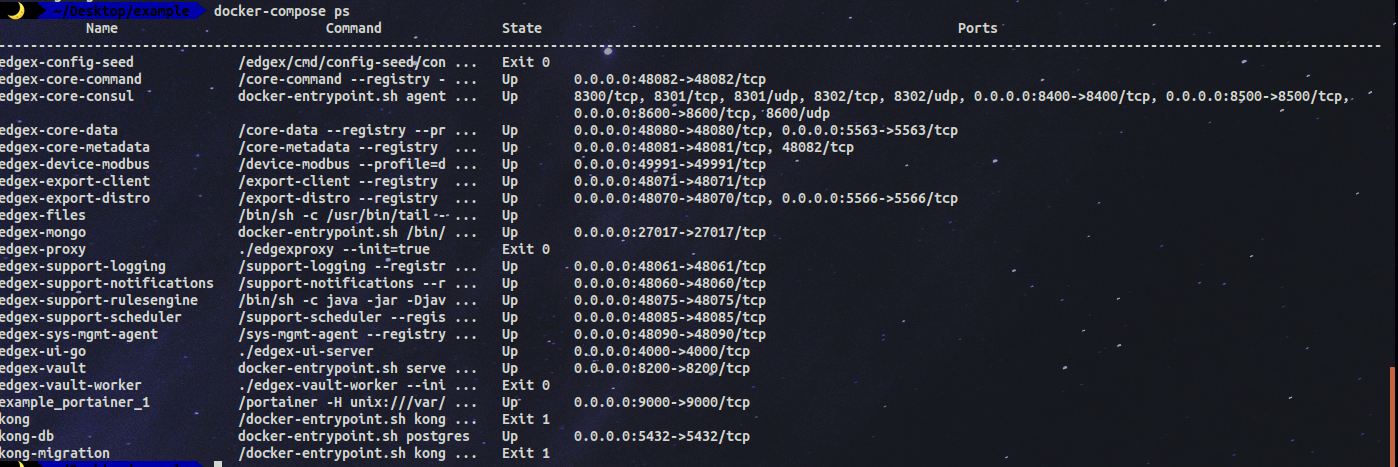 ~/Desktop/example docker-compose ps
Name Command State Ports
--------------------------------------------------------------------------------------------------------------------------------------------------------------------------
edgex-config-seed /edgex/cmd/config-seed/con ... Exit 0
edgex-core-command /core-command --registry - ... Up 0.0.0.0:48082->48082/tcp
edgex-core-consul docker-entrypoint.sh agent ... Up 8300/tcp, 8301/tcp, 8301/udp, 8302/tcp, 8302/udp, 0.0.0.0:8400->8400/tcp, 0.0.0.0:8500->8500/tcp,
0.0.0.0:8600->8600/tcp, 8600/udp
edgex-core-data /core-data --registry --pr ... Up 0.0.0.0:48080->48080/tcp, 0.0.0.0:5563->5563/tcp
edgex-core-metadata /core-metadata --registry ... Up 0.0.0.0:48081->48081/tcp, 48082/tcp
edgex-device-modbus /device-modbus --profile=d ... Up 0.0.0.0:49991->49991/tcp
edgex-export-client /export-client --registry ... Up 0.0.0.0:48071->48071/tcp
edgex-export-distro /export-distro --registry ... Up 0.0.0.0:48070->48070/tcp, 0.0.0.0:5566->5566/tcp
edgex-files /bin/sh -c /usr/bin/tail - ... Up
edgex-mongo docker-entrypoint.sh /bin/ ... Up 0.0.0.0:27017->27017/tcp
edgex-proxy ./edgexproxy --init=true Exit 0
edgex-support-logging /support-logging --registr ... Up 0.0.0.0:48061->48061/tcp
edgex-support-notifications /support-notifications --r ... Up 0.0.0.0:48060->48060/tcp
edgex-support-rulesengine /bin/sh -c java -jar -Djav ... Up 0.0.0.0:48075->48075/tcp
edgex-support-scheduler /support-scheduler --regis ... Up 0.0.0.0:48085->48085/tcp
edgex-sys-mgmt-agent /sys-mgmt-agent --registry ... Up 0.0.0.0:48090->48090/tcp
edgex-ui-go ./edgex-ui-server Up 0.0.0.0:4000->4000/tcp
edgex-vault docker-entrypoint.sh serve ... Up 0.0.0.0:8200->8200/tcp
edgex-vault-worker ./edgex-vault-worker --ini ... Exit 0
example_portainer_1 /portainer -H unix:///var/ ... Up 0.0.0.0:9000->9000/tcp
kong /docker-entrypoint.sh kong ... Exit 1
kong-db docker-entrypoint.sh postgres Up 0.0.0.0:5432->5432/tcp
kong-migration /docker-entrypoint.sh kong ... Exit 1
~/Desktop/example